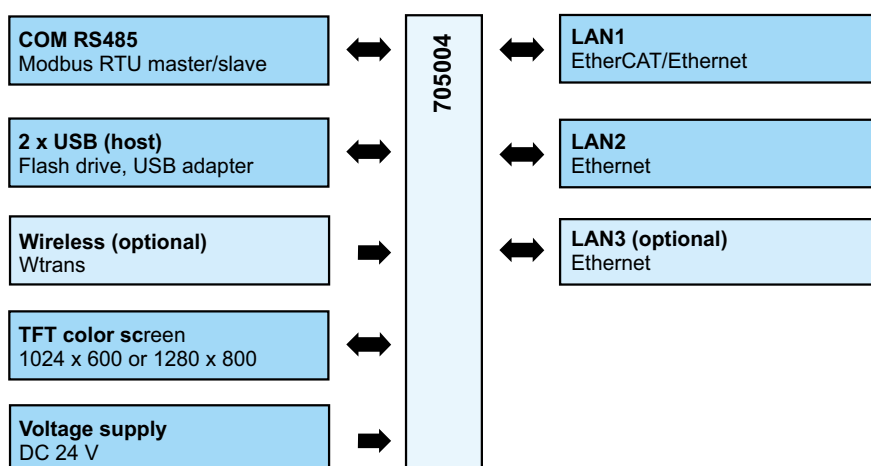 COM RS485
Modbus RTU master/slave
2 x USB (host)
Flash drive, USB adapter
Wireless (optional)
Wtrans
TFT color screen
1024 x 600 or 1280 x 800
Voltage supply
DC 24 V
705004
LAN1
EtherCAT/Ethernet
LAN2
Ethernet
LAN3 (optional)
Ethernet